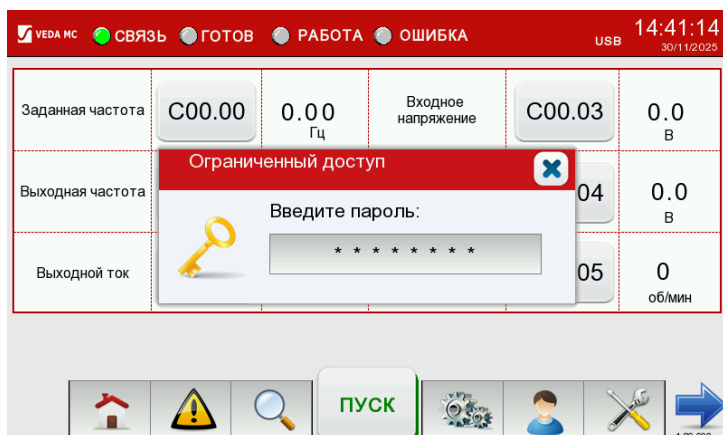 VEDA MC СВЯЗЬ ГОТОВ РАБОТА ОШИБКА USB 14:41:14
30/11/2025
Заданная частота C00.00 0.00 Гц Входное напряжение C00.03 0.0 В
Ограниченный доступ
Выходная частота Введите пароль: 04 0.0 В
* * * * * * * *
Выходной ток 05 0 об/мин
ПУСК